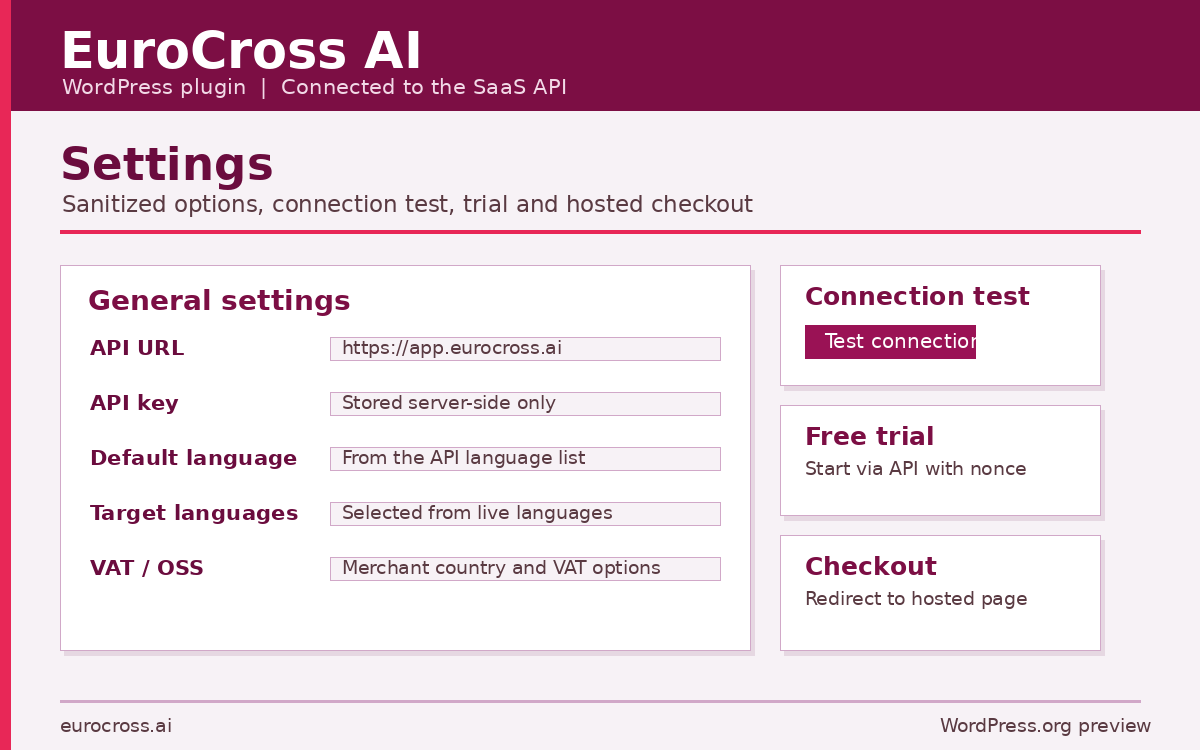 EuroCross AI
WordPress plugin | Connected to the SaaS API
Settings
Sanitized options, connection test, trial and hosted checkout
General settings
API URL https://app.eurocross.ai
API key Stored server-side only
Default language From the API language list
Target languages Selected from live languages
VAT / OSS Merchant country and VAT options
Connection test
Test connection
Free trial
Start via API with nonce
Checkout
Redirect to hosted page
eurocross.ai
WordPress.org preview